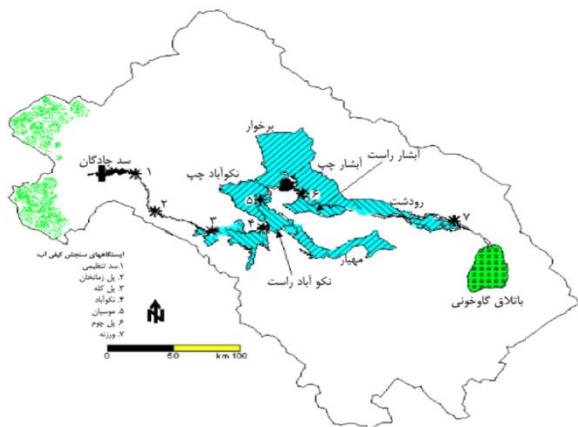 برخوار
آبشار راست
آبشار چپ
نکوآباد چپ
سد چادگان
۱
۲
۳
۴
۵
۶
۷
رودشت
مهیار
نکو آباد راست
باتلاق گاوخونی
ایستگاههای سنجش کیفی آب:
۱.سد تنظیمی
۲. پل زمانخان
۳. پل کله
۴. نکوآباد
۵. موسیان
۶. پل چوم
۷. ورزنه
N
0 50 km 100